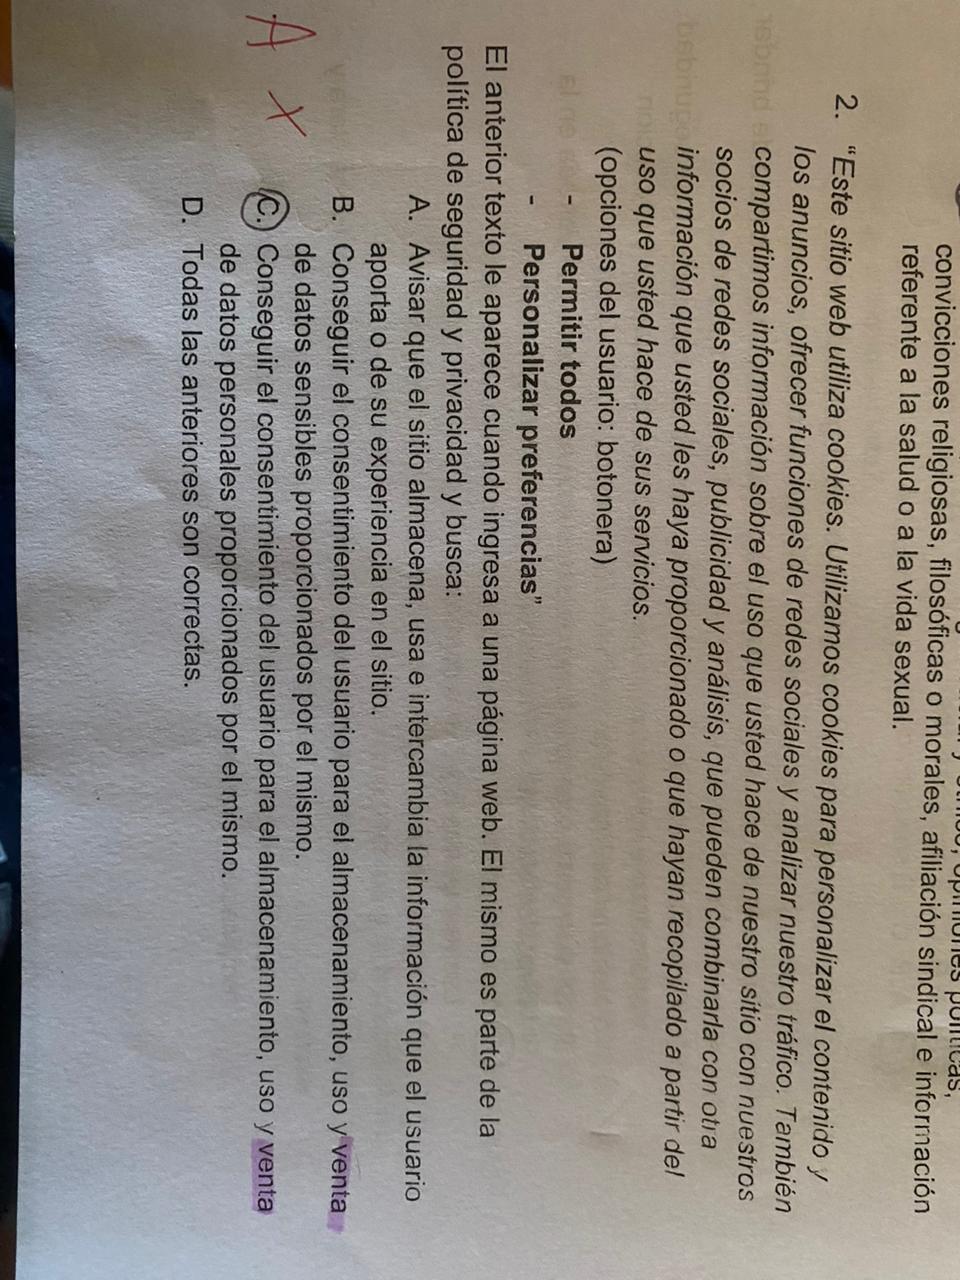 opiniones políticas,
convicciones religiosas, filosóficas o morales, afiliación sindical e información
referente a la salud o a la vida sexual.
2. “Este sitio web utiliza cookies. Utilizamos cookies para personalizar el contenido y
los anuncios, ofrecer funciones de redes sociales y analizar nuestro tráfico. También
compartimos información sobre el uso que usted hace de nuestro sitio con nuestros
socios de redes sociales, publicidad y análisis, que pueden combinarla con otra
información que usted les haya proporcionado o que hayan recopilado a partir del
uso que usted hace de sus servicios.
(opciones del usuario: botonera)
- Permitir todos
- Personalizar preferencias”
El anterior texto le aparece cuando ingresa a una página web. El mismo es parte de la
política de seguridad y privacidad y busca:
A. Avisar que el sitio almacena, usa e intercambia la información que el usuario
aporta o de su experiencia en el sitio.
B. Conseguir el consentimiento del usuario para el almacenamiento, uso y venta
de datos sensibles proporcionados por el mismo.
A X
C. Conseguir el consentimiento del usuario para el almacenamiento, uso y venta
de datos personales proporcionados por el mismo.
D. Todas las anteriores son correctas.